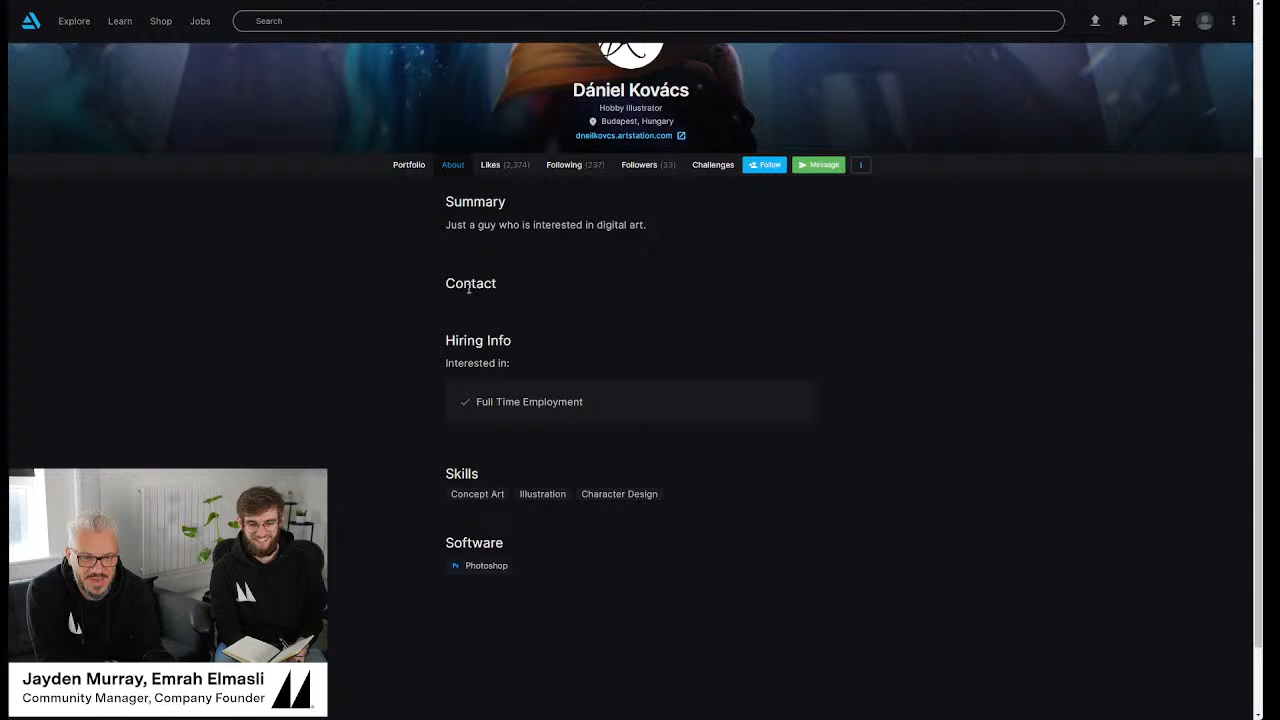 Explore
Learn
Shop
Jobs
Search
Dániel Kovács
Hobby Illustrator
Budapest, Hungary
dneilkovcs.artstation.com
Portfolio
About
Likes (2,374)
Following (237)
Followers (33)
Challenges
Follow
Message
Summary
Just a guy who is interested in digital art.
Contact
Hiring Info
Interested in:
Full Time Employment
Skills
Concept Art
Illustration
Character Design
Software
Ps Photoshop
Jayden Murray, Emrah Elmasli
Community Manager, Company Founder